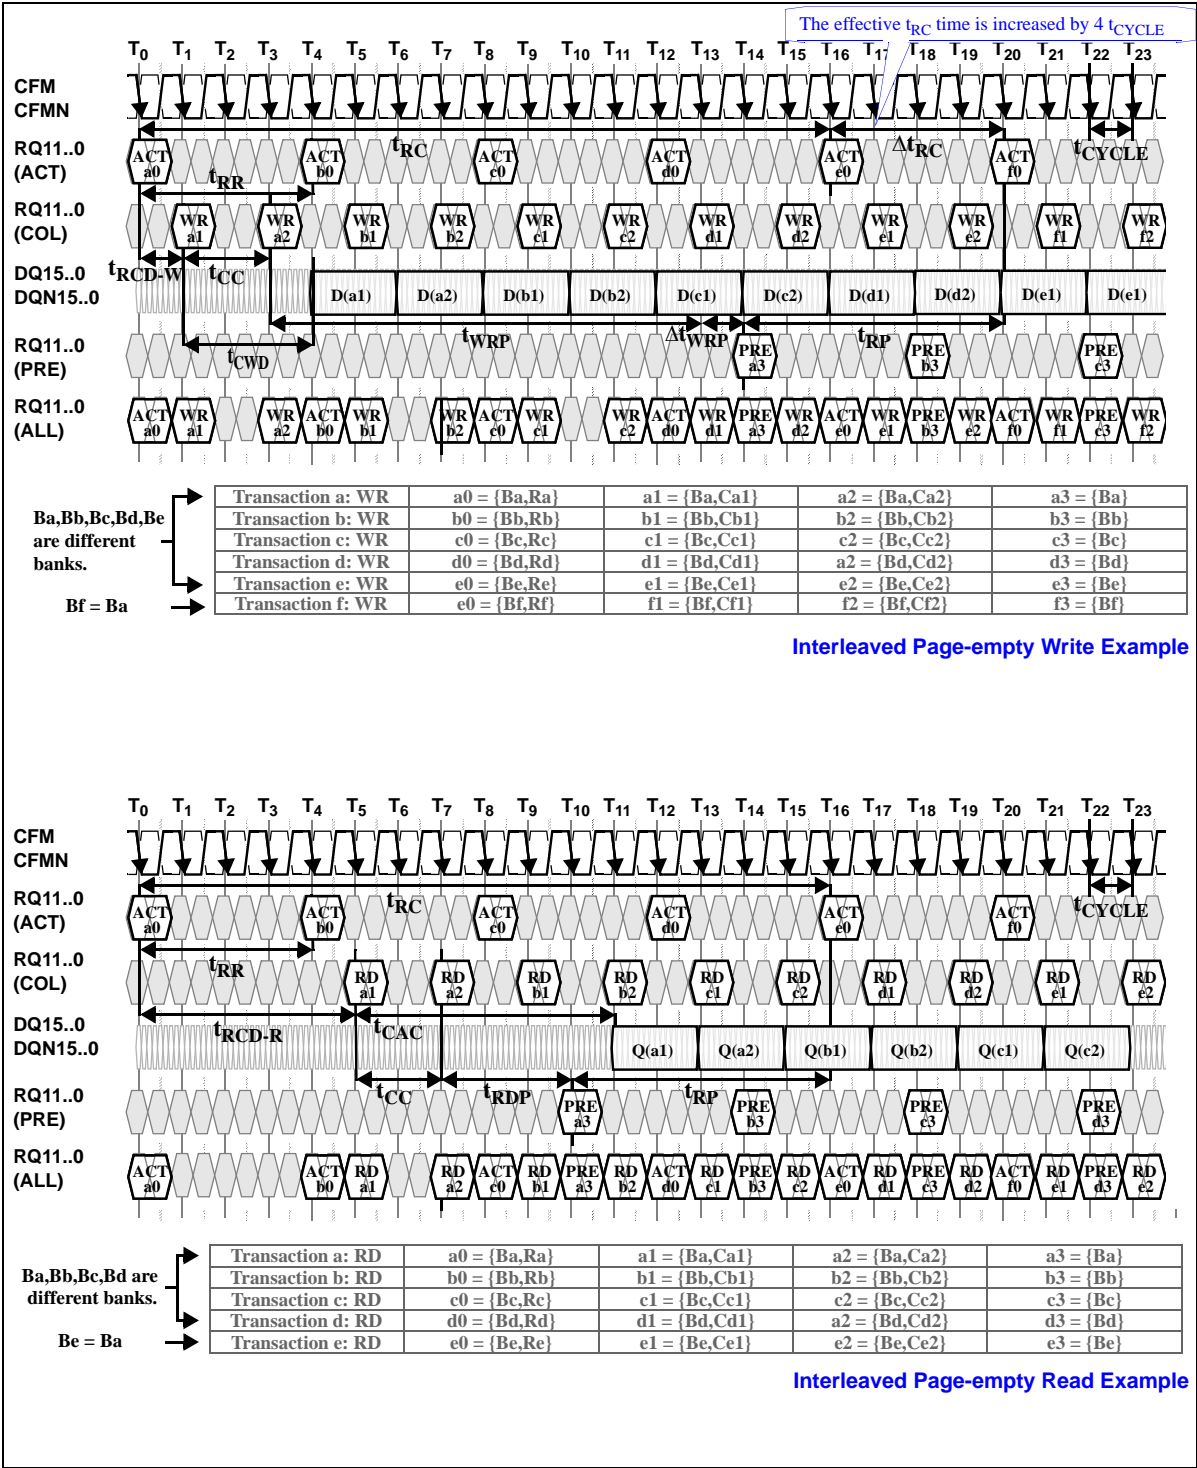 The effective tRC time is increased by 4 tCYCLE
T0 T1 T2 T3 T4 T5 T6 T7 T8 T9 T10 T11 T12 T13 T14 T15 T16 T17 T18 T19 T20 T21 T22 T23
CFM
CFMN
tRC ΔtRC tCYCLE
RQ11..0
(ACT)
ACT a0 ACT b0 ACT c0 ACT d0 ACT e0 ACT f0
tRR
RQ11..0
(COL)
WR a1 WR a2 WR b1 WR b2 WR c1 WR c2 WR d1 WR d2 WR e1 WR e2 WR f1 WR f2
tRCD-W tCC
DQ15..0
DQN15..0
D(a1) D(a2) D(b1) D(b2) D(c1) D(c2) D(d1) D(d2) D(e1) D(e1)
tCWD tWRP ΔtWRP tRP
RQ11..0
(PRE)
PRE a3 PRE b3 PRE c3
RQ11..0
(ALL)
ACT a0 WR a1 WR a2 ACT b0 WR b1 WR b2 ACT c0 WR c1 WR c2 ACT d0 WR d1 PRE a3 WR d2 ACT e0 WR e1 PRE b3 WR e2 ACT f0 WR f1 PRE c3 WR f2
Ba,Bb,Bc,Bd,Be
are different
banks.
Bf = Ba
Transaction a: WR a0 = {Ba,Ra} a1 = {Ba,Ca1} a2 = {Ba,Ca2} a3 = {Ba}
Transaction b: WR b0 = {Bb,Rb} b1 = {Bb,Cb1} b2 = {Bb,Cb2} b3 = {Bb}
Transaction c: WR c0 = {Bc,Rc} c1 = {Bc,Cc1} c2 = {Bc,Cc2} c3 = {Bc}
Transaction d: WR d0 = {Bd,Rd} d1 = {Bd,Cd1} a2 = {Bd,Cd2} d3 = {Bd}
Transaction e: WR e0 = {Be,Re} e1 = {Be,Ce1} e2 = {Be,Ce2} e3 = {Be}
Transaction f: WR e0 = {Bf,Rf} f1 = {Bf,Cf1} f2 = {Bf,Cf2} f3 = {Bf}
Interleaved Page-empty Write Example
T0 T1 T2 T3 T4 T5 T6 T7 T8 T9 T10 T11 T12 T13 T14 T15 T16 T17 T18 T19 T20 T21 T22 T23
CFM
CFMN
tRC tCYCLE
RQ11..0
(ACT)
ACT a0 ACT b0 ACT c0 ACT d0 ACT e0 ACT f0
tRR
RQ11..0
(COL)
RD a1 RD a2 RD b1 RD b2 RD c1 RD c2 RD d1 RD d2 RD e1 RD e2
tRCD-R tCAC
DQ15..0
DQN15..0
Q(a1) Q(a2) Q(b1) Q(b2) Q(c1) Q(c2)
tCC tRDP tRP
RQ11..0
(PRE)
PRE a3 PRE b3 PRE c3 PRE d3
RQ11..0
(ALL)
ACT a0 ACT b0 RD a1 RD a2 ACT c0 RD b1 PRE a3 RD b2 ACT d0 RD c1 PRE b3 RD c2 ACT e0 RD d1 PRE c3 RD d2 ACT f0 RD e1 PRE d3 RD e2
Ba,Bb,Bc,Bd are
different banks.
Be = Ba
Transaction a: RD a0 = {Ba,Ra} a1 = {Ba,Ca1} a2 = {Ba,Ca2} a3 = {Ba}
Transaction b: RD b0 = {Bb,Rb} b1 = {Bb,Cb1} b2 = {Bb,Cb2} b3 = {Bb}
Transaction c: RD c0 = {Bc,Rc} c1 = {Bc,Cc1} c2 = {Bc,Cc2} c3 = {Bc}
Transaction d: RD d0 = {Bd,Rd} d1 = {Bd,Cd1} a2 = {Bd,Cd2} d3 = {Bd}
Transaction e: RD e0 = {Be,Re} e1 = {Be,Ce1} e2 = {Be,Ce2} e3 = {Be}
Interleaved Page-empty Read Example